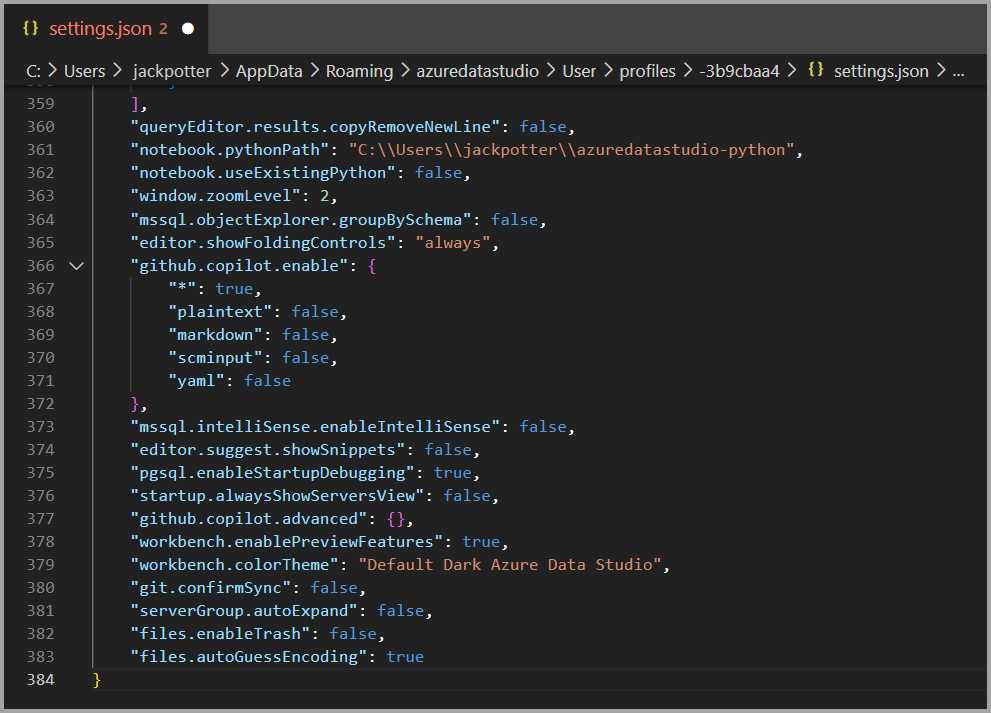 {} settings.json 2 ●
C: > Users > jackpotter > AppData > Roaming > azuredatastudio > User > profiles > -3b9cbaa4 > {} settings.json > ...
359 ],
360 "queryEditor.results.copyRemoveNewLine": false,
361 "notebook.pythonPath": "C:\\Users\\jackpotter\\azuredatastudio-python",
362 "notebook.useExistingPython": false,
363 "window.zoomLevel": 2,
364 "mssql.objectExplorer.groupBySchema": false,
365 "editor.showFoldingControls": "always",
366 "github.copilot.enable": {
367 "*": true,
368 "plaintext": false,
369 "markdown": false,
370 "scminput": false,
371 "yaml": false
372 },
373 "mssql.intelliSense.enableIntelliSense": false,
374 "editor.suggest.showSnippets": false,
375 "pgsql.enableStartupDebugging": true,
376 "startup.alwaysShowServersView": false,
377 "github.copilot.advanced": {},
378 "workbench.enablePreviewFeatures": true,
379 "workbench.colorTheme": "Default Dark Azure Data Studio",
380 "git.confirmSync": false,
381 "serverGroup.autoExpand": false,
382 "files.enableTrash": false,
383 "files.autoGuessEncoding": true
384 }